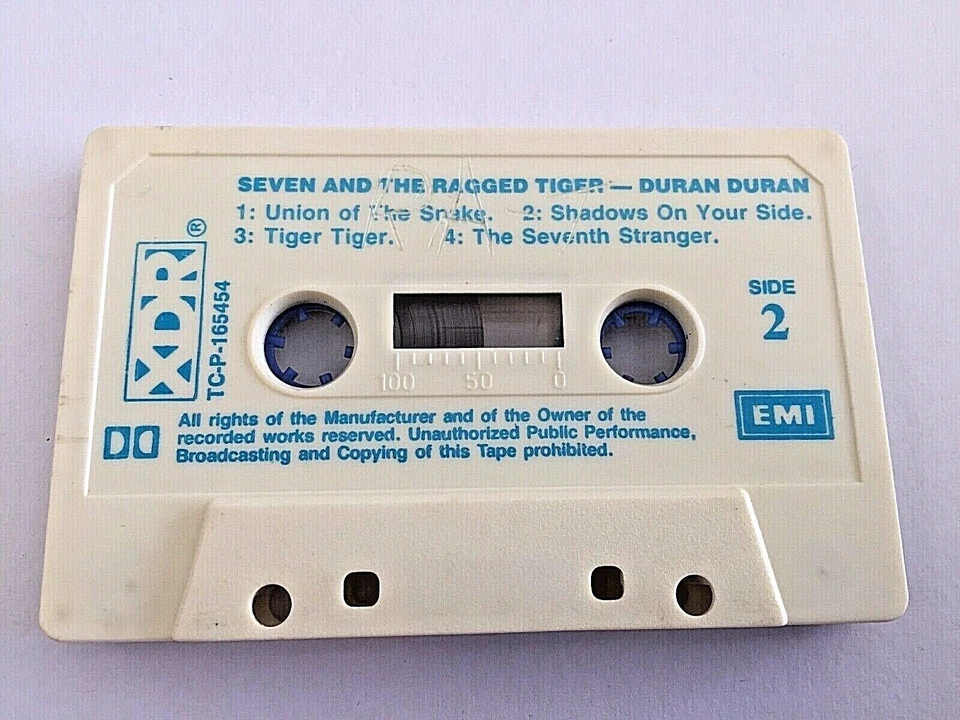 SEVEN AND THE RAGGED TIGER — DURAN DURAN
1: Union of The Snake. 2: Shadows On Your Side.
3: Tiger Tiger. 4: The Seventh Stranger.
XDR®
TC-P-165454
SIDE
2
100 50 0
EMI
All rights of the Manufacturer and of the Owner of the
recorded works reserved. Unauthorized Public Performance,
Broadcasting and Copying of this Tape prohibited.